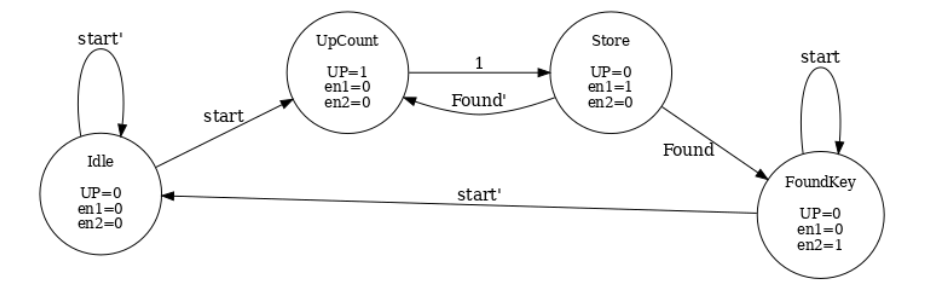 start'
Idle
UP=0
en1=0
en2=0
start
UpCount
UP=1
en1=0
en2=0
1
Found'
Store
UP=0
en1=1
en2=0
Found
start
FoundKey
UP=0
en1=0
en2=1
start'